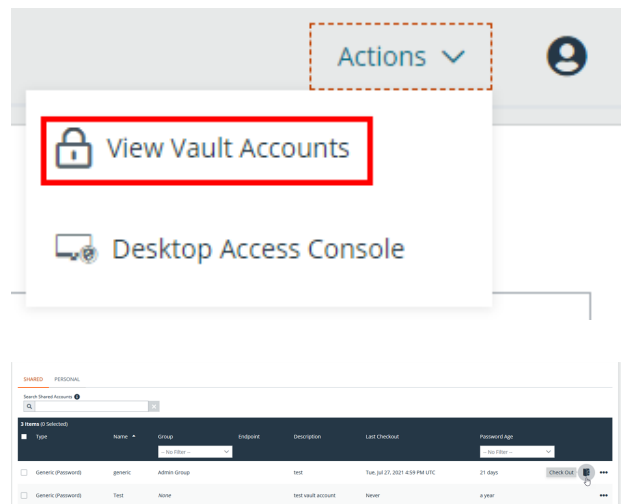 Actions
View Vault Accounts
Desktop Access Console
SHARED PERSONAL
Search Shared Accounts
3 Items (0 Selected)
Type Name Group Endpoint Description Last Checkout Password Age
-- No Filter -- -- No Filter --
Generic (Password) generic Admin Group test Tue, Jul 27, 2021 4:59 PM UTC 21 days Check Out
Generic (Password) Test None test vault account Never a year